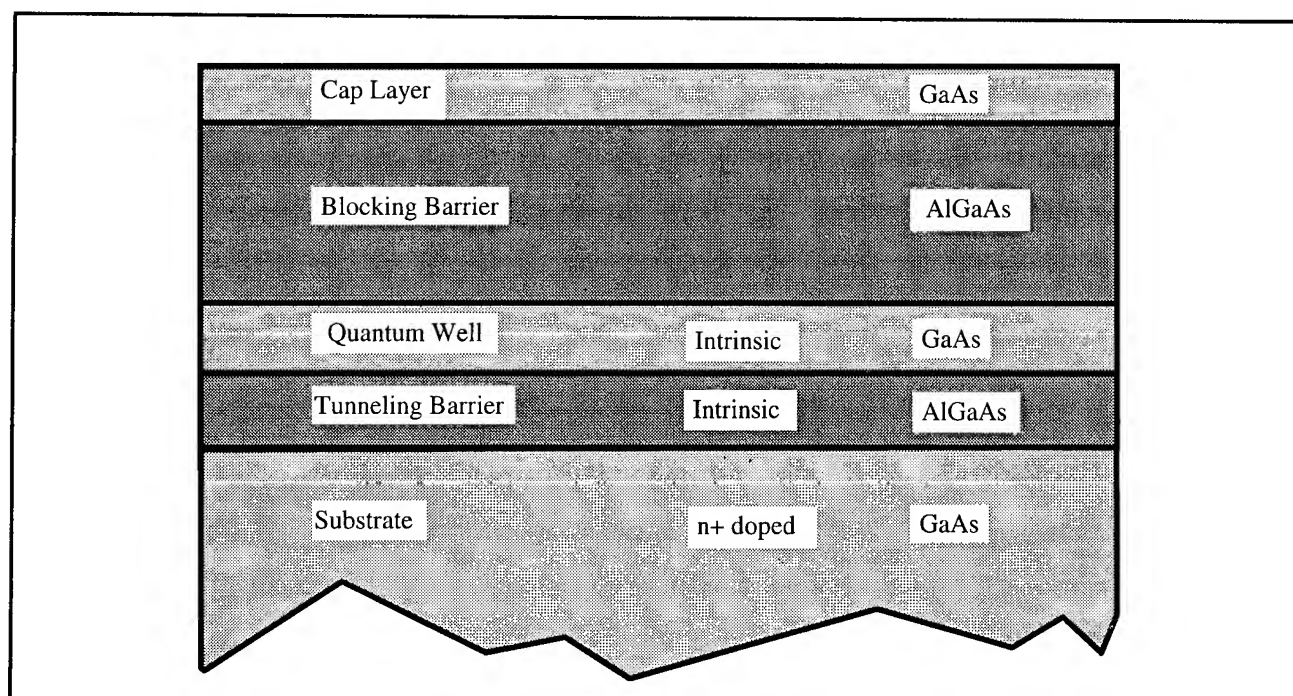 Cap Layer GaAs
Blocking Barrier AlGaAs
Quantum Well Intrinsic GaAs
Tunneling Barrier Intrinsic AlGaAs
Substrate n+ doped GaAs